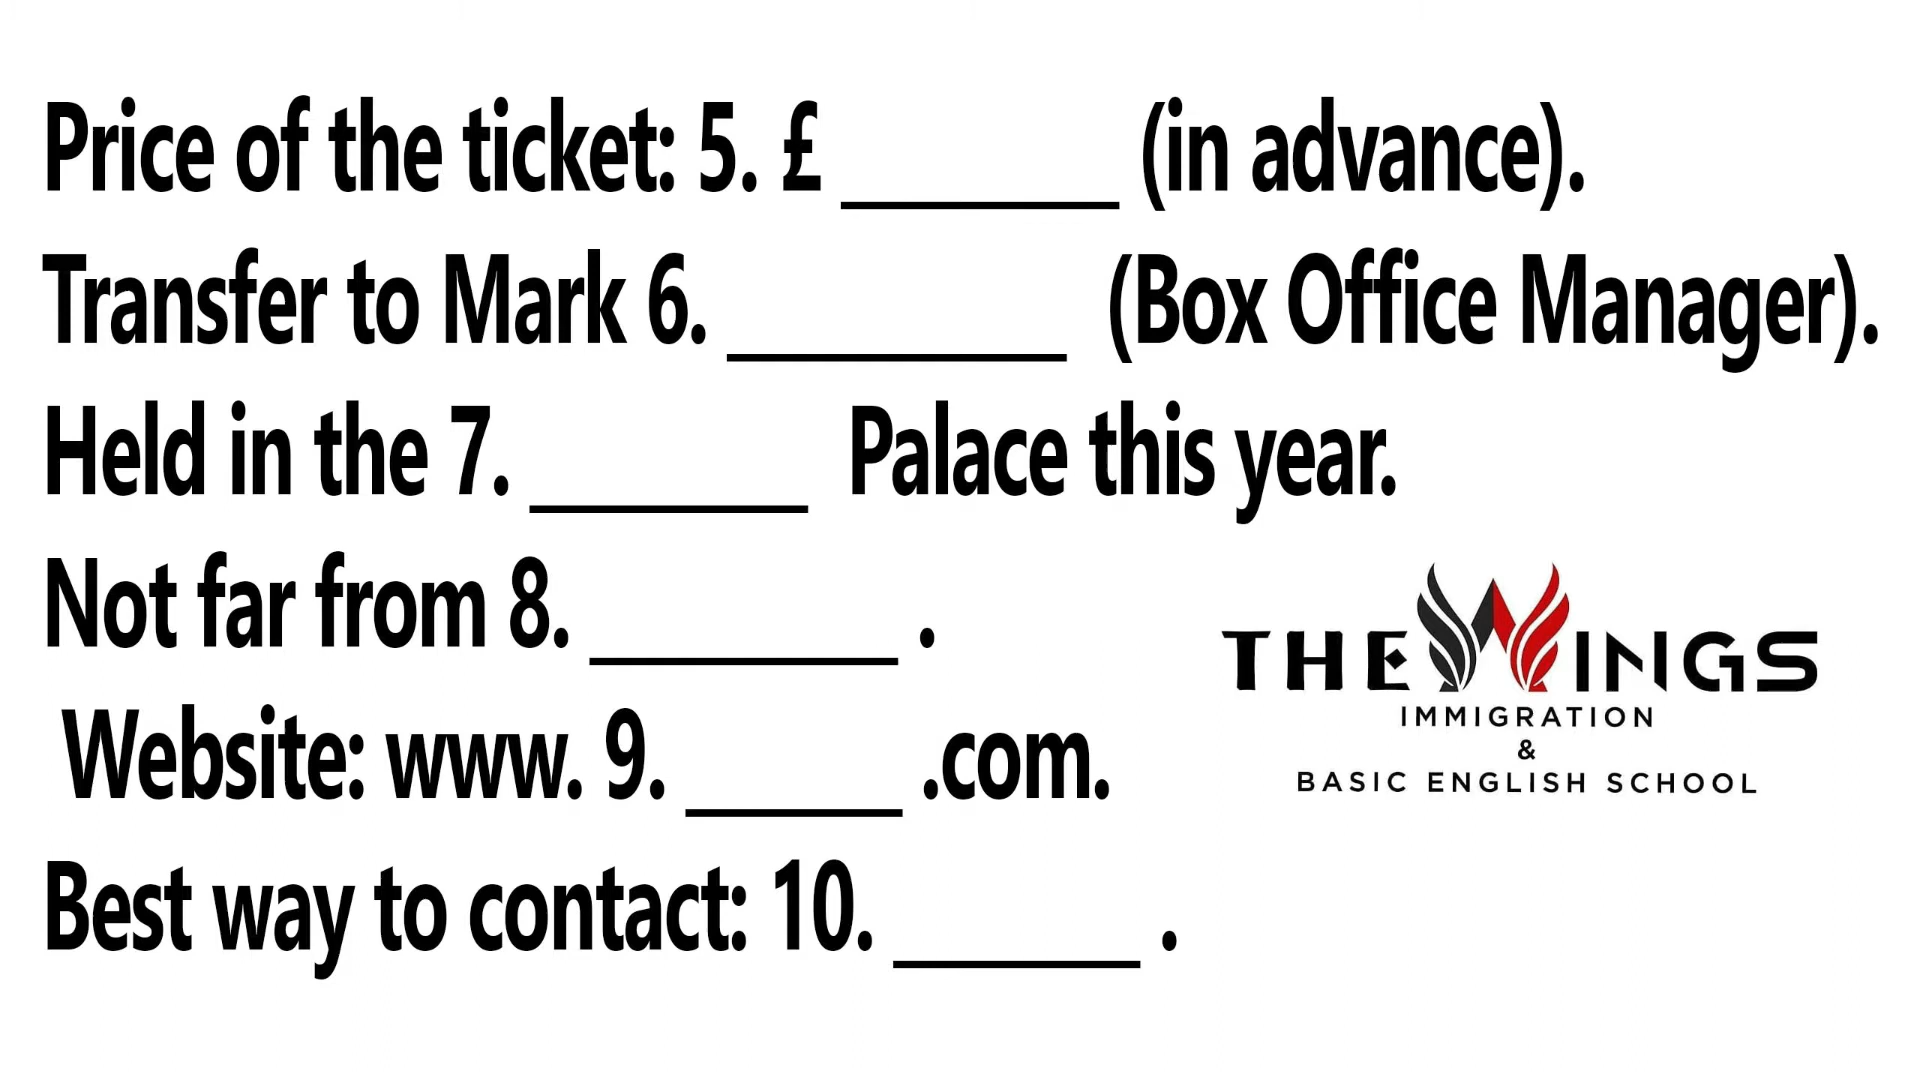 Price of the ticket: 5. £ ________ (in advance).
Transfer to Mark 6. __________ (Box Office Manager).
Held in the 7. ________ Palace this year.
Not far from 8. _________ .
Website: www. 9. ______ .com.
Best way to contact: 10. _______ .
THE WINGS
IMMIGRATION
&
BASIC ENGLISH SCHOOL